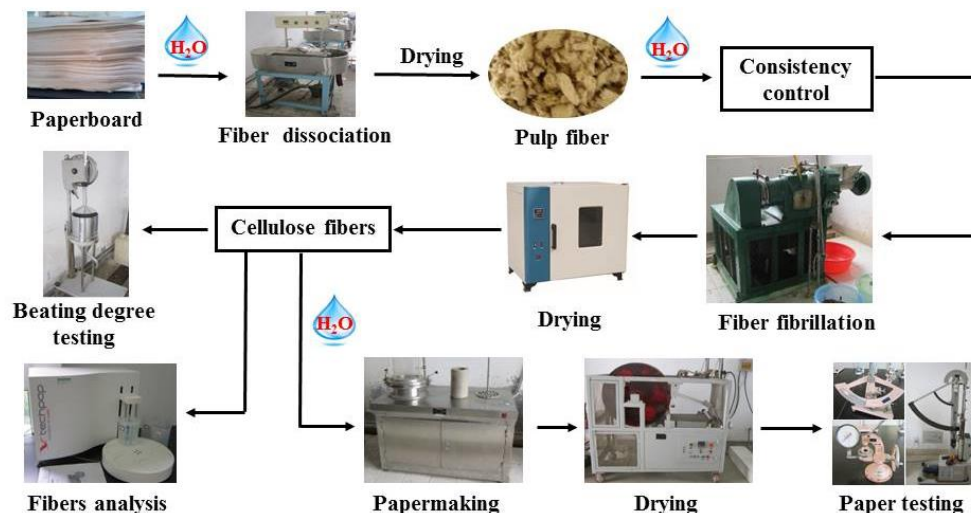 H₂O
Drying
H₂O
Consistency
control
Paperboard
Fiber dissociation
Pulp fiber
Cellulose fibers
Beating degree
testing
H₂O
Drying
Fiber fibrillation
techpap
Fibers analysis
Papermaking
Drying
Paper testing